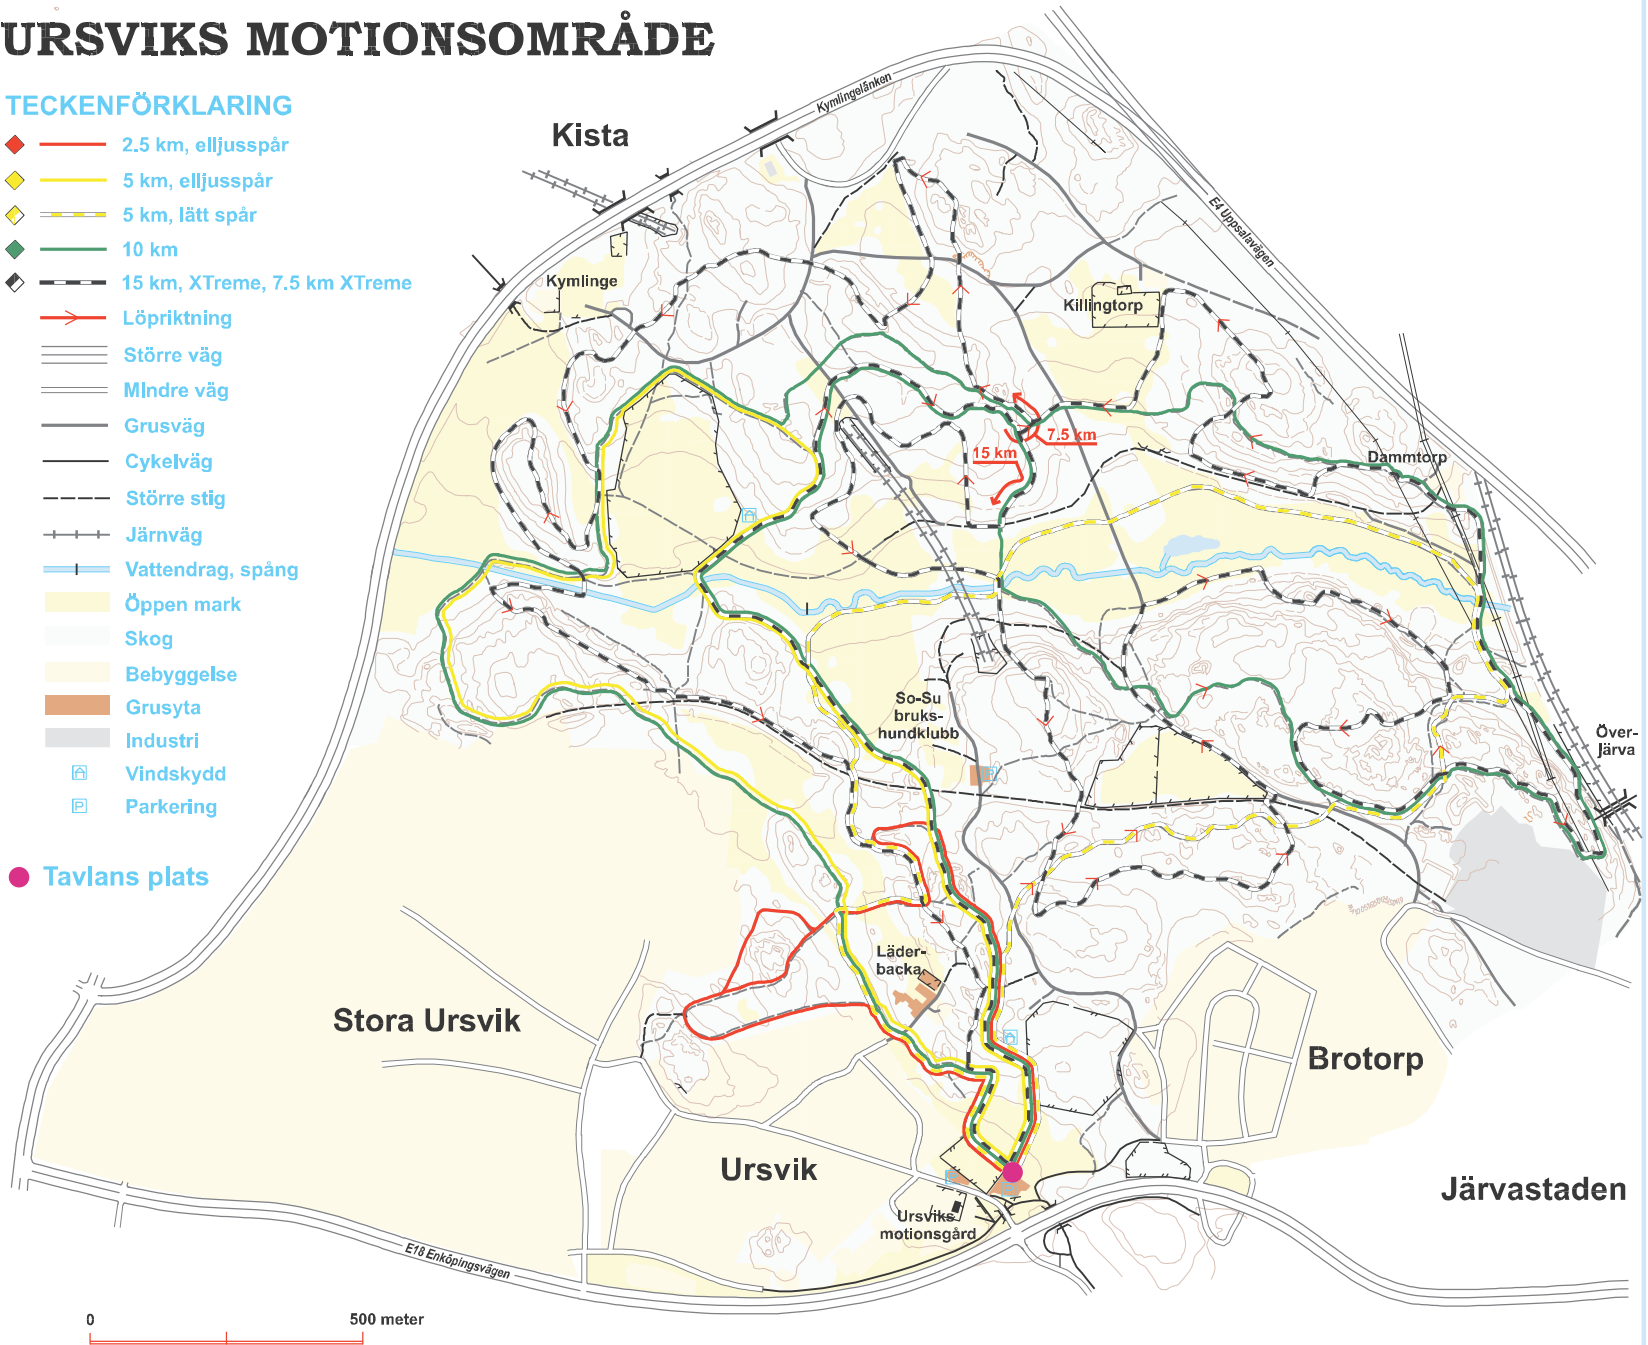 URSVIKS MOTIONSOMRÅDE
TECKENFÖRKLARING
2.5 km, elljusspår
5 km, elljusspår
5 km, lätt spår
10 km
15 km, XTreme, 7.5 km XTreme
Löpriktning
Större väg
MIndre väg
Grusväg
Cykelväg
Större stig
Järnväg
Vattendrag, spång
Öppen mark
Skog
Bebyggelse
Grusyta
Industri
Vindskydd
P
Parkering
Tavlans plats
Kista
Kymlingelänken
E4 Uppsalavägen
Kymlinge
Killingtorp
7.5 km
15 km
Dammtorp
So-Su
bruks-
hundklubb
P
Över-
järva
Läder-
backa
Stora Ursvik
Brotorp
Ursvik
Järvastaden
Ursviks
motionsgård
E18 Enköpingsvägen
0
500 meter